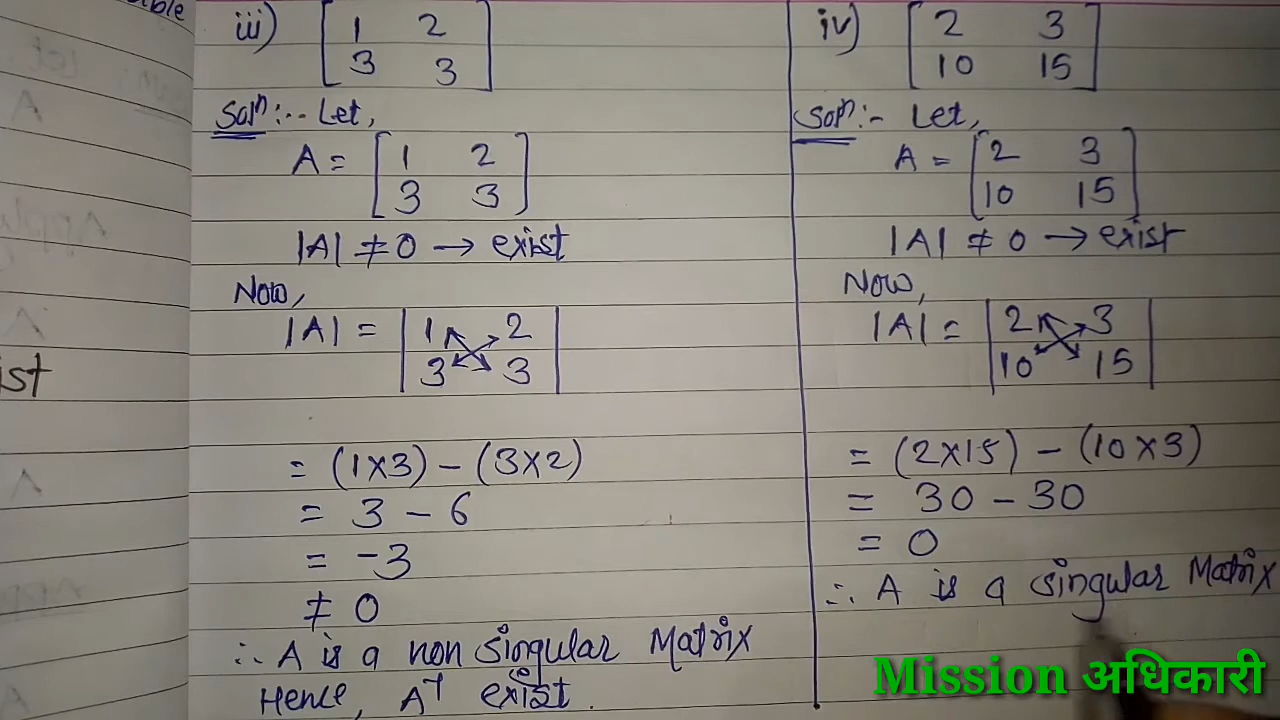 iii) [ 1 2
3 3 ]
Solⁿ :- Let,
A = [ 1 2
3 3 ]
|A| ≠ 0 → exist
Now,
|A| = | 1 2
3 3 |
= (1×3) - (3×2)
= 3 - 6
= -3
≠ 0
∴ A is a non singular Matrix
Hence, A⁻¹ exist.
iv) [ 2 3
10 15 ]
Solⁿ :- Let,
A = [ 2 3
10 15 ]
|A| ≠ 0 → exist
Now,
|A| = | 2 3
10 15 |
= (2×15) - (10×3)
= 30 - 30
= 0
∴ A is a singular Matrix
Mission अधिकारी